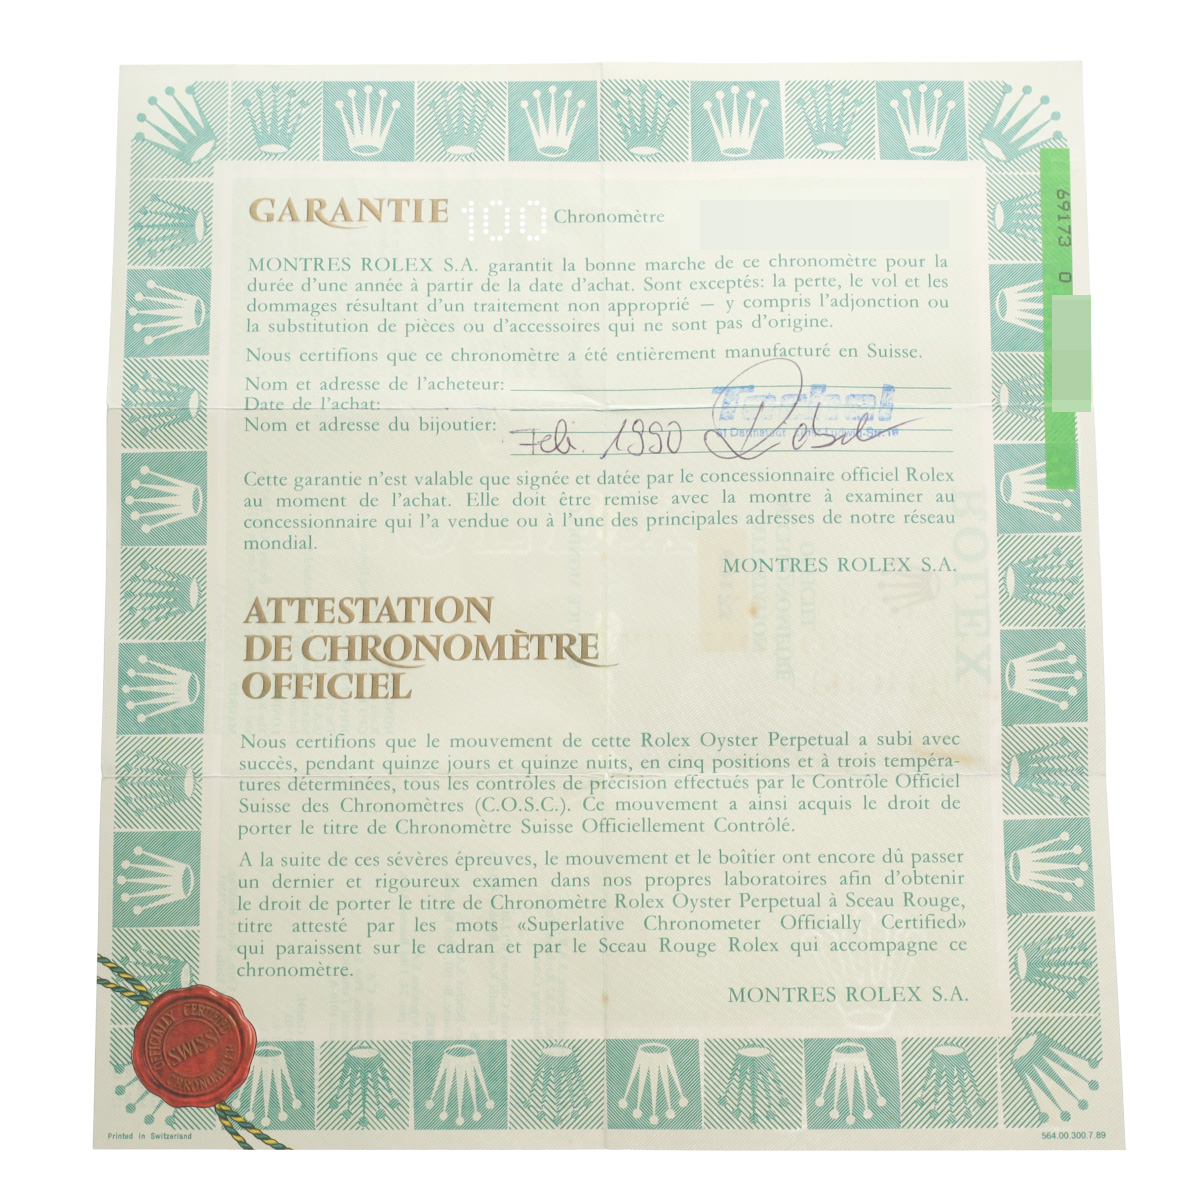 GARANTIE 100 Chronomètre
69173 0
MONTRES ROLEX S.A. garantit la bonne marche de ce chronomètre pour la
durée d'une année à partir de la date d'achat. Sont exceptés: la perte, le vol et les
dommages résultant d'un traitement non approprié — y compris l'adjonction ou
la substitution de pièces ou d'accessoires qui ne sont pas d'origine.
Nous certifions que ce chronomètre a été entièrement manufacturé en Suisse.
Nom et adresse de l'acheteur:
Date de l'achat:
Nom et adresse du bijoutier:
Feb. 1990
Cette garantie n'est valable que signée et datée par le concessionnaire officiel Rolex
au moment de l'achat. Elle doit être remise avec la montre à examiner au
concessionnaire qui l'a vendue ou à l'une des principales adresses de notre réseau
mondial.
MONTRES ROLEX S.A.
ATTESTATION
DE CHRONOMÈTRE
OFFICIEL
Nous certifions que le mouvement de cette Rolex Oyster Perpetual a subi avec
succès, pendant quinze jours et quinze nuits, en cinq positions et à trois tempéra-
tures déterminées, tous les contrôles de précision effectués par le Contrôle Officiel
Suisse des Chronomètres (C.O.S.C.). Ce mouvement a ainsi acquis le droit de
porter le titre de Chronomètre Suisse Officiellement Contrôlé.
A la suite de ces sévères épreuves, le mouvement et le boîtier ont encore dû passer
un dernier et rigoureux examen dans nos propres laboratoires afin d'obtenir
le droit de porter le titre de Chronomètre Rolex Oyster Perpetual à Sceau Rouge,
titre attesté par les mots «Superlative Chronometer Officially Certified»
qui paraissent sur le cadran et par le Sceau Rouge Rolex qui accompagne ce
chronomètre.
MONTRES ROLEX S.A.
OFFICIALLY CERTIFIED
SWISS
CHRONOMETER
Printed in Switzerland
564.00.300.7.89